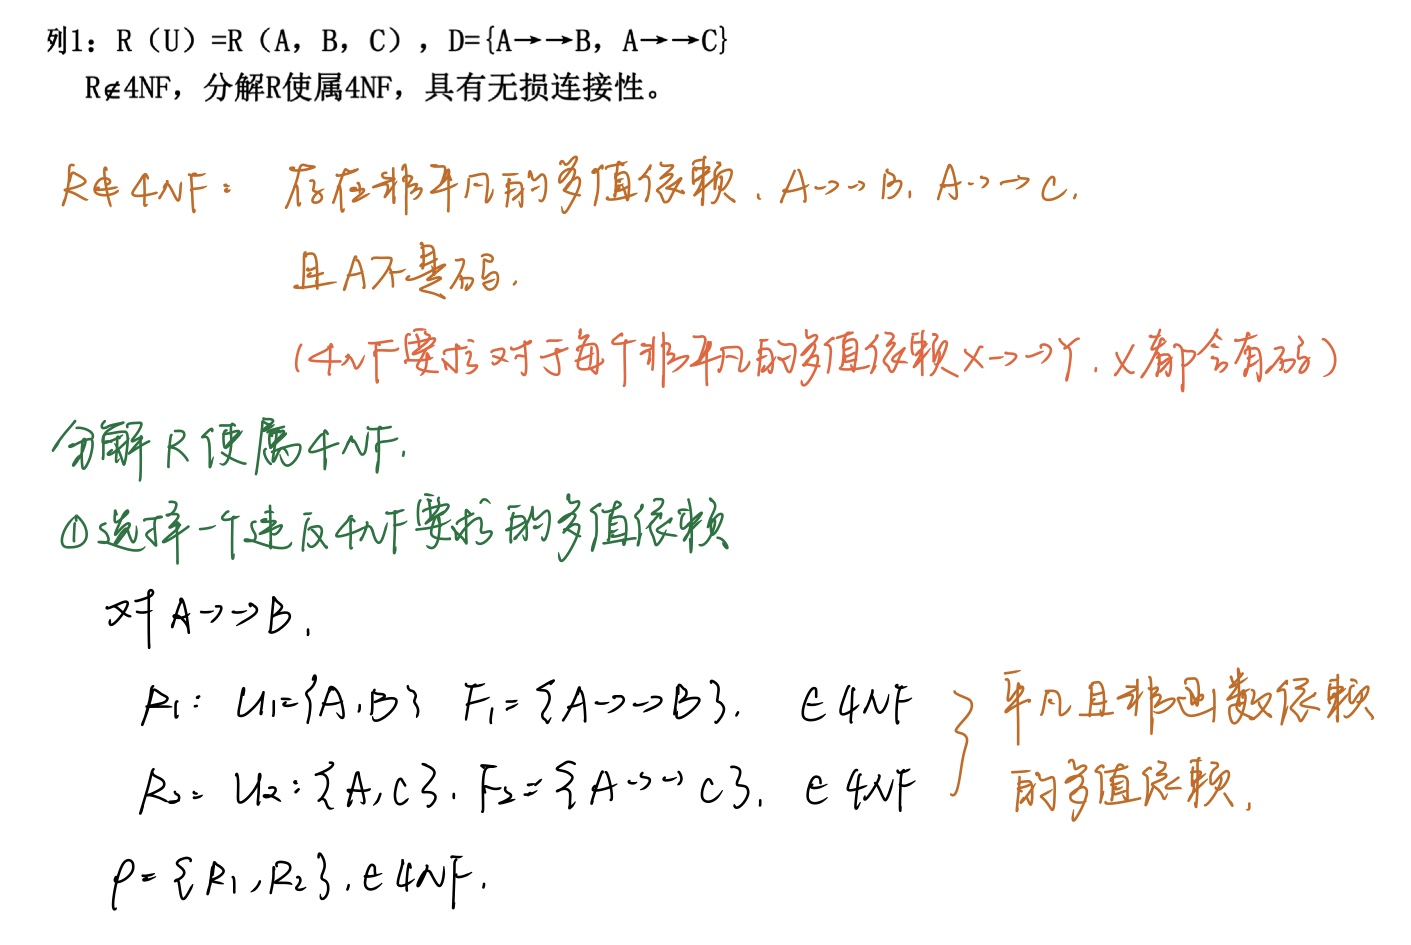 列1：R（U）=R（A，B，C），D={A→→B，A→→C}
R∉4NF，分解R使属4NF，具有无损连接性。
R∉4NF： 存在非平凡的多值依赖，A→→B，A→→C，
且A不是码，
（4NF要求对于每个非平凡的多值依赖X→→Y，X都含有码）
分解R使属4NF，
①选择一个违反4NF要求的多值依赖
对A→→B，
R1： U1={A,B} F1={A→→B}， ∈4NF
R2： U2：{A,C}，F2={A→→C}，∈4NF
平凡且非函数依赖
的多值依赖，
ρ={R1,R2}，∈4NF，